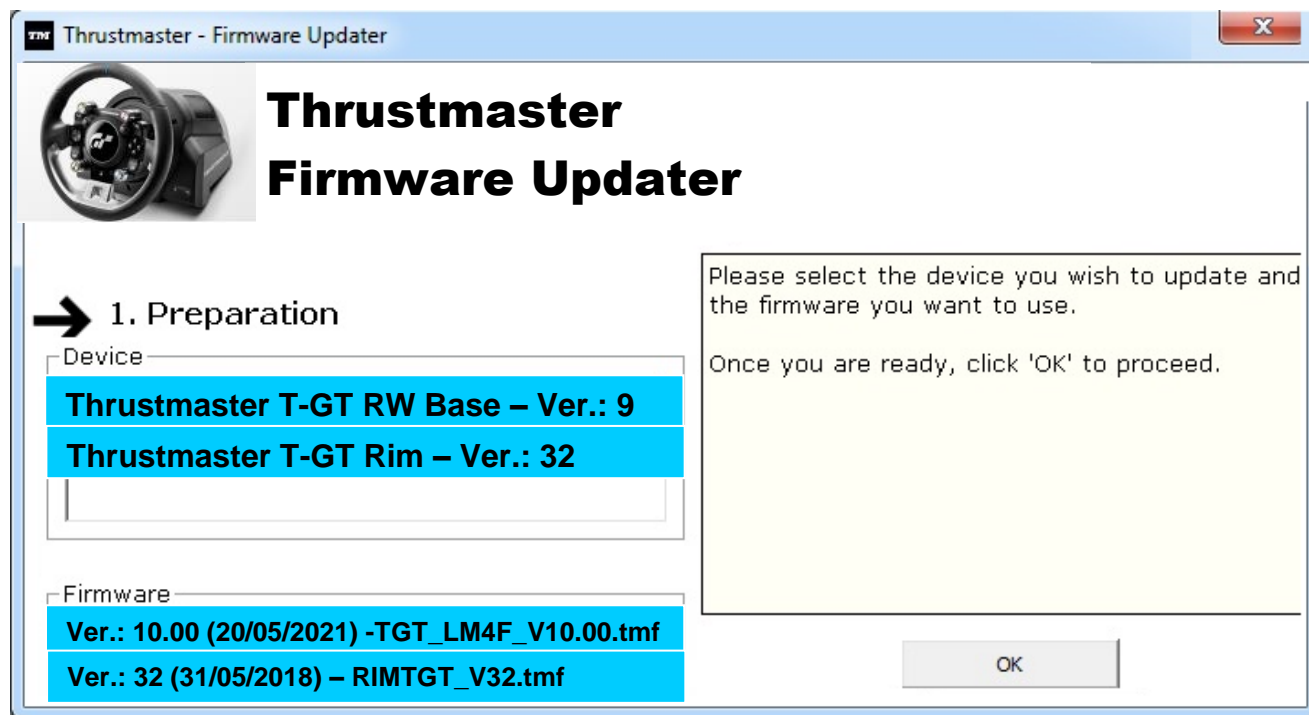 Thrustmaster - Firmware Updater
Thrustmaster
Firmware Updater
1. Preparation
Device
Thrustmaster T-GT RW Base – Ver.: 9
Thrustmaster T-GT Rim – Ver.: 32
Firmware
Ver.: 10.00 (20/05/2021) -TGT_LM4F_V10.00.tmf
Ver.: 32 (31/05/2018) – RIMTGT_V32.tmf
Please select the device you wish to update and
the firmware you want to use.
Once you are ready, click 'OK' to proceed.
OK